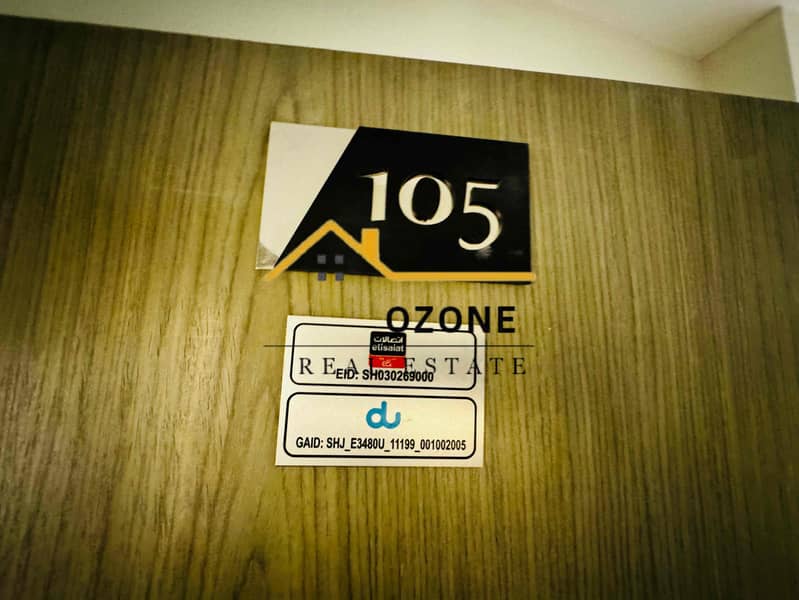 105
OZONE
REAL ESTATE
اتصالات
etisalat
EID: SH030269000
du
GAID: SHJ_E3480U_11199_001002005